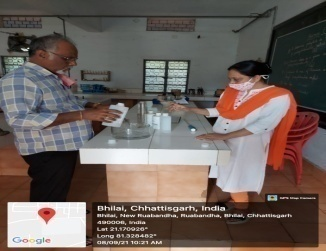 GPS Map Camera
Bhilai, Chhattisgarh, India
Bhilai, New Ruabandha, Ruabandha, Bhilai, Chhattisgarh
490006, India
Lat 21.170926°
Long 81.328482°
08/09/21 10:21 AM
Google